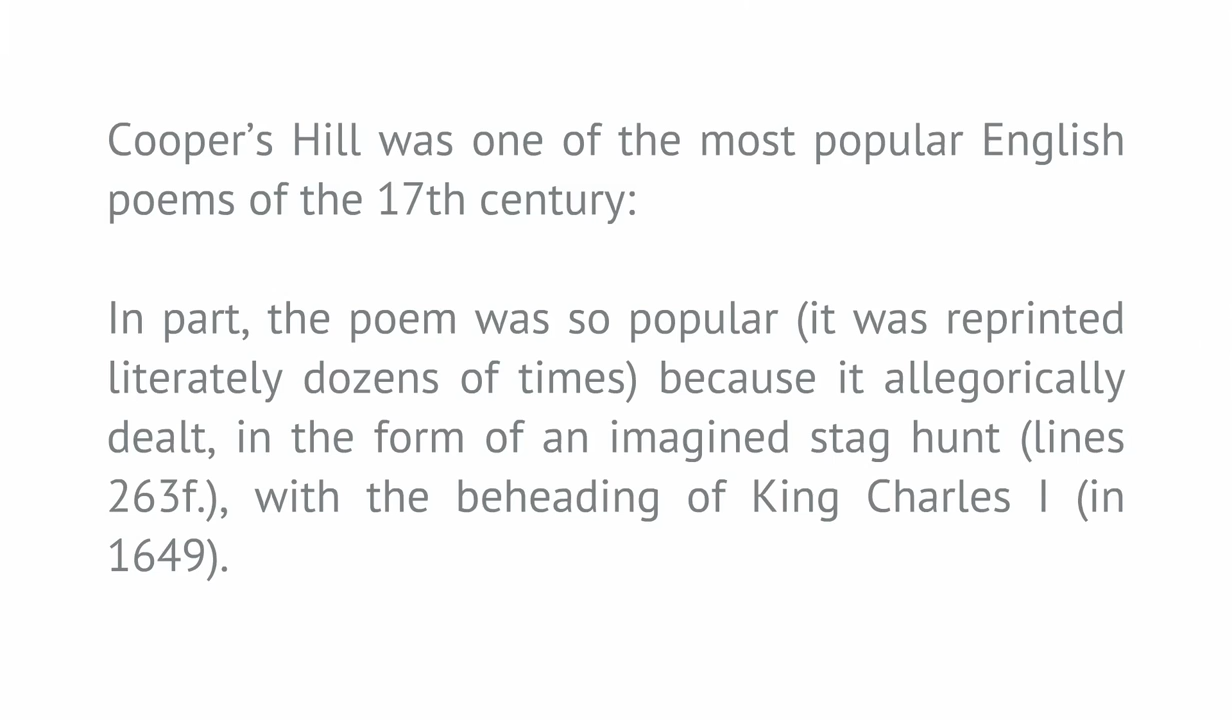 Cooper’s Hill was one of the most popular English
poems of the 17th century:
In part, the poem was so popular (it was reprinted
literately dozens of times) because it allegorically
dealt, in the form of an imagined stag hunt (lines
263f.), with the beheading of King Charles I (in
1649).